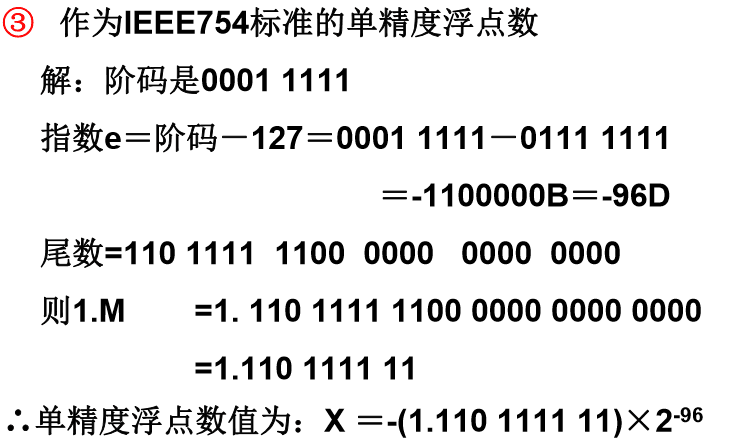 ③ 作为IEEE754标准的单精度浮点数
解：阶码是0001 1111
指数e＝阶码－127＝0001 1111－0111 1111
＝-1100000B＝-96D
尾数=110 1111 1100 0000 0000 0000
则1.M =1. 110 1111 1100 0000 0000 0000
=1.110 1111 11
∴单精度浮点数值为：X ＝-(1.110 1111 11)×2⁻⁹⁶